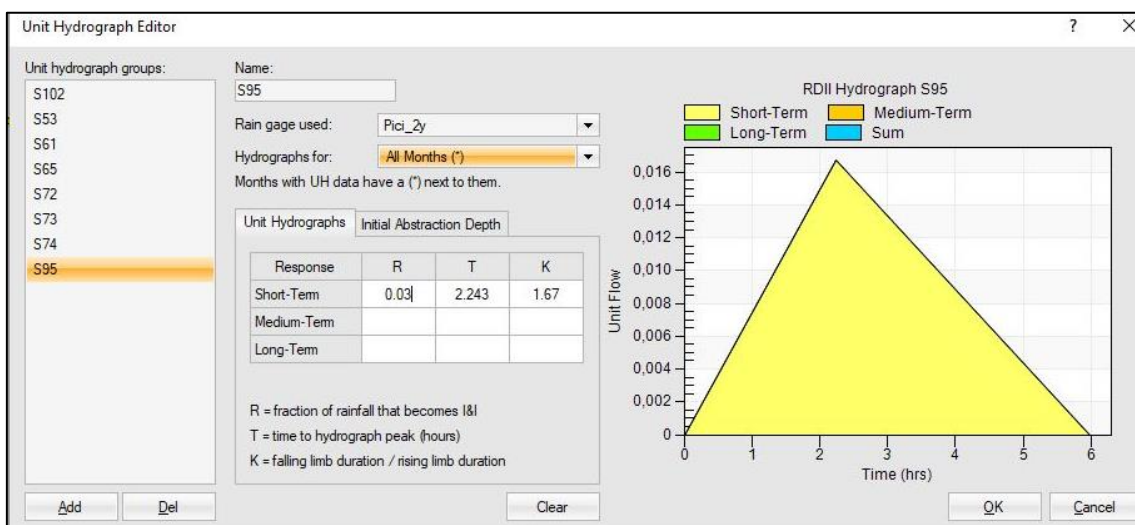 Unit Hydrograph Editor ? X
Unit hydrograph groups:
S102
S53
S61
S65
S72
S73
S74
S95
Add Del
Name:
S95
Rain gage used: Pici_2y
Hydrographs for: All Months (*)
Months with UH data have a (*) next to them.
Unit Hydrographs Initial Abstraction Depth
Response R T K
Short-Term 0.03 2.243 1.67
Medium-Term
Long-Term
R = fraction of rainfall that becomes I&I
T = time to hydrograph peak (hours)
K = falling limb duration / rising limb duration
Clear
RDII Hydrograph S95
Short-Term Medium-Term
Long-Term Sum
Unit Flow
0,016
0,014
0,012
0,010
0,008
0,006
0,004
0,002
0
0 1 2 3 4 5 6
Time (hrs)
OK Cancel